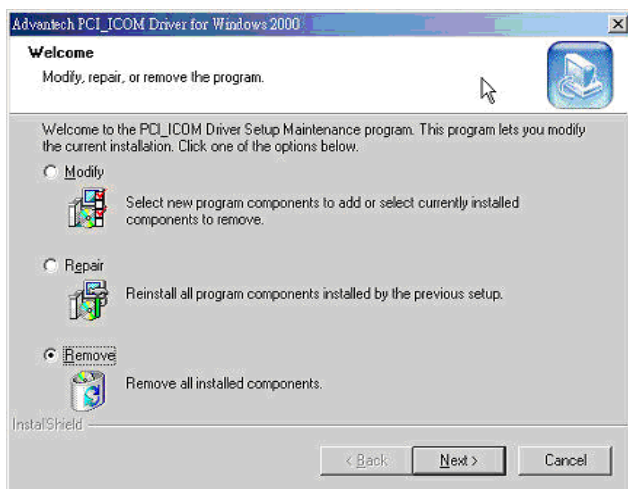 Advantech PCI_ICOM Driver for Windows 2000
Welcome
Modify, repair, or remove the program.
Welcome to the PCI_ICOM Driver Setup Maintenance program. This program lets you modify
the current installation. Click one of the options below.
Modify
Select new program components to add or select currently installed
components to remove.
Repair
Reinstall all program components installed by the previous setup.
Remove
Remove all installed components.
InstallShield
< Back
Next >
Cancel